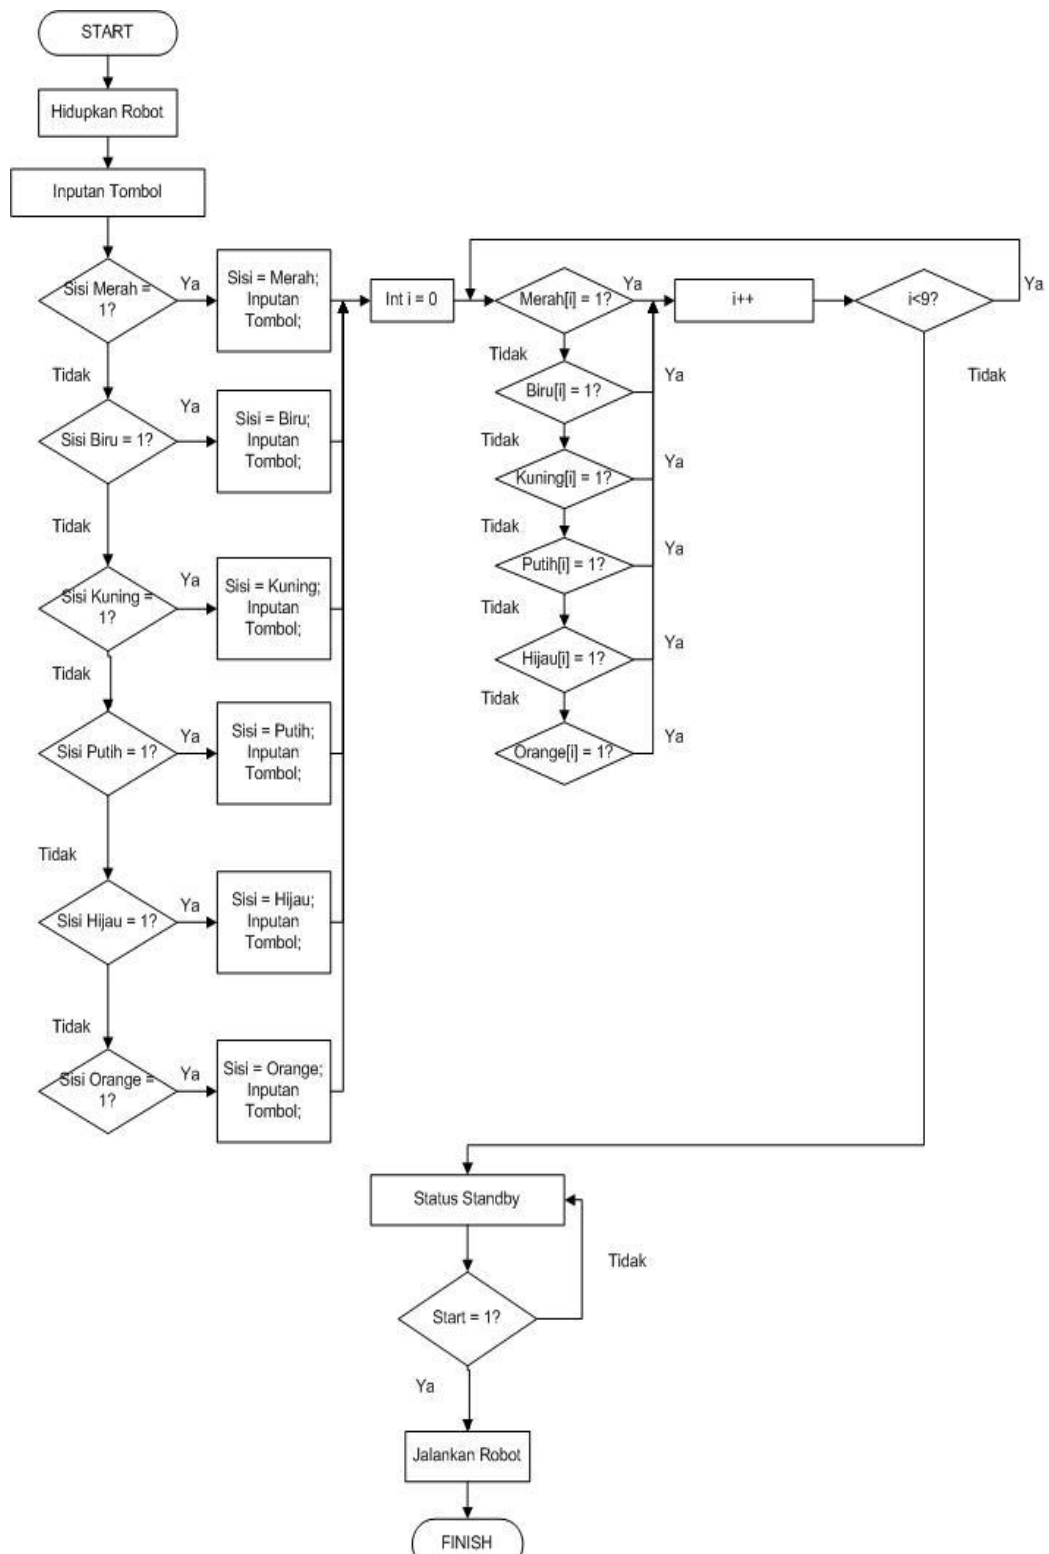 START
Hidupkan Robot
Inputan Tombol
Sisi Merah =
1?
Ya
Sisi = Merah;
Inputan
Tombol;
Int i = 0
Merah[i] = 1?
Ya
i++
i<9?
Ya
Tidak
Tidak
Sisi Biru = 1?
Ya
Sisi = Biru;
Inputan
Tombol;
Tidak
Sisi Kuning =
1?
Ya
Sisi = Kuning;
Inputan
Tombol;
Tidak
Sisi Putih = 1?
Ya
Sisi = Putih;
Inputan
Tombol;
Tidak
Sisi Hijau = 1?
Ya
Sisi = Hijau;
Inputan
Tombol;
Tidak
Sisi Orange =
1?
Ya
Sisi = Orange;
Inputan
Tombol;
Tidak
Biru[i] = 1?
Ya
Tidak
Kuning[i] = 1?
Ya
Tidak
Putih[i] = 1?
Ya
Tidak
Hijau[i] = 1?
Ya
Tidak
Orange[i] = 1?
Ya
Status Standby
Tidak
Start = 1?
Ya
Jalankan Robot
FINISH